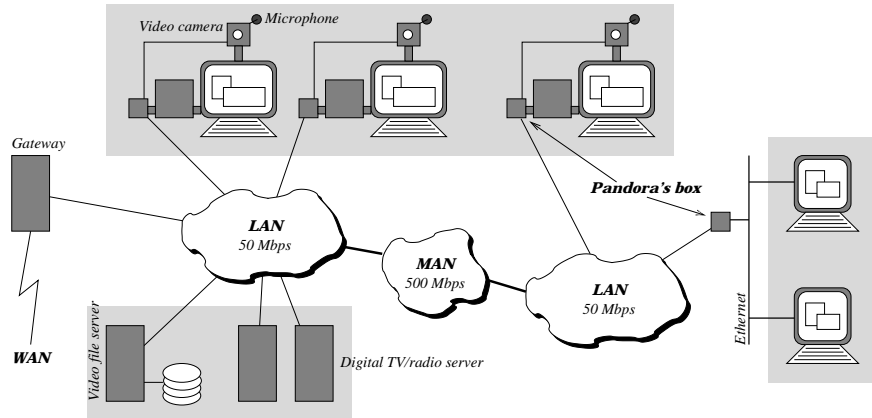 Video camera
Microphone
Gateway
Pandora's box
LAN
50 Mbps
MAN
500 Mbps
LAN
50 Mbps
Ethernet
WAN
Video file server
Digital TV/radio server